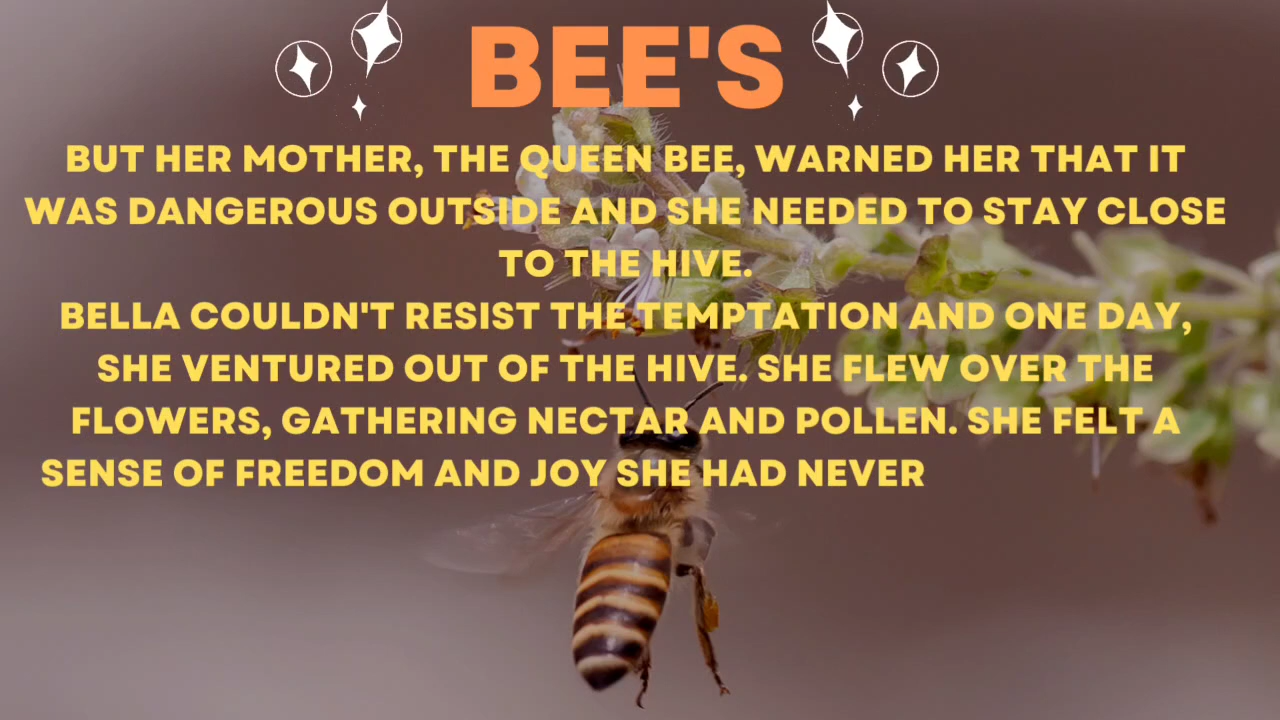 BEE'S
BUT HER MOTHER, THE QUEEN BEE, WARNED HER THAT IT
WAS DANGEROUS OUTSIDE AND SHE NEEDED TO STAY CLOSE
TO THE HIVE.
BELLA COULDN'T RESIST THE TEMPTATION AND ONE DAY,
SHE VENTURED OUT OF THE HIVE. SHE FLEW OVER THE
FLOWERS, GATHERING NECTAR AND POLLEN. SHE FELT A
SENSE OF FREEDOM AND JOY SHE HAD NEVER